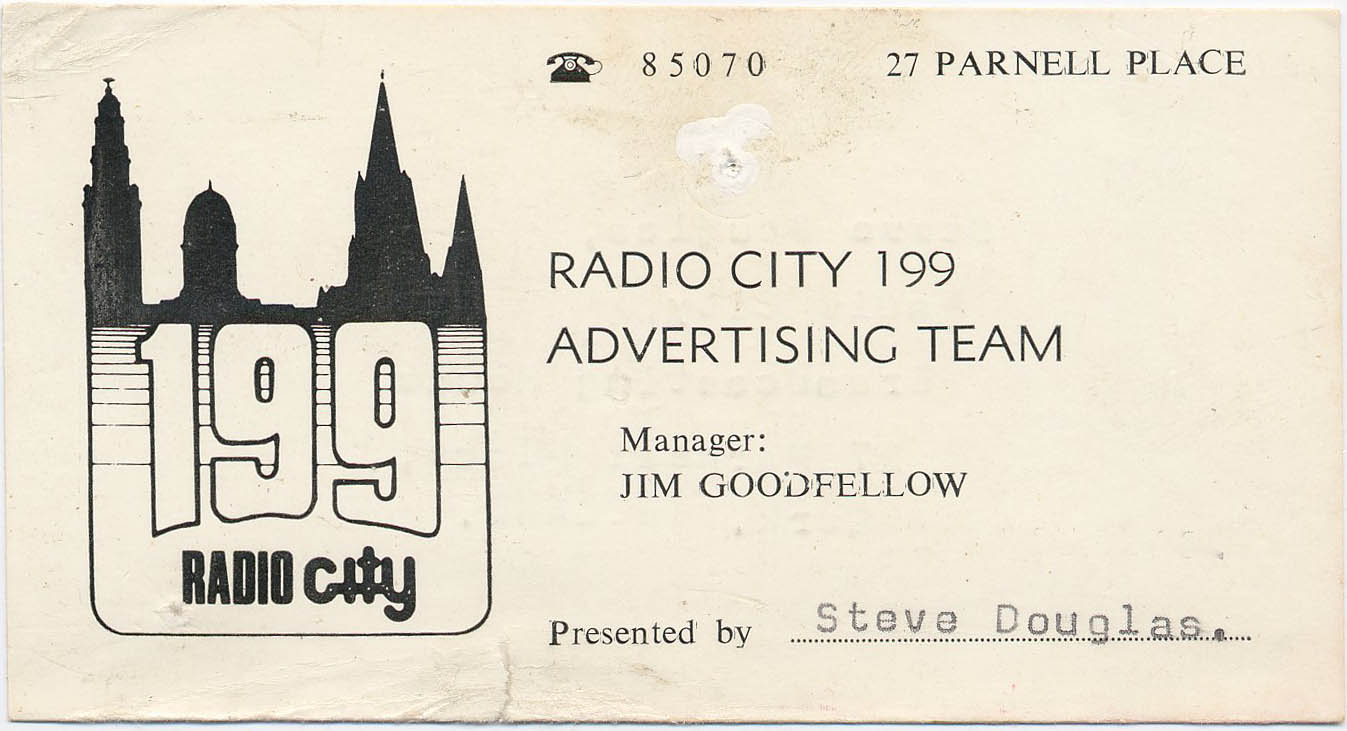 85070 27 PARNELL PLACE
RADIO CITY 199
ADVERTISING TEAM
Manager:
JIM GOODFELLOW
Presented by Steve Douglas.
199
RADIO city